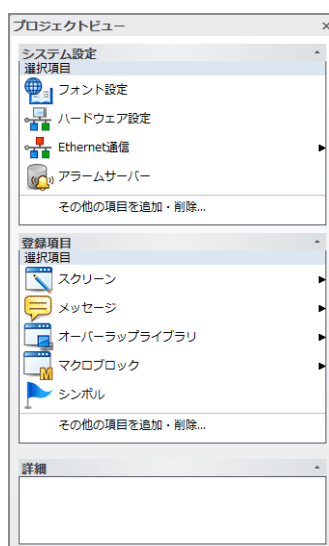 プロジェクトビュー
システム設定
選択項目
フォント設定
ハードウェア設定
Ethernet通信
アラームサーバー
その他の項目を追加・削除...
登録項目
選択項目
スクリーン
メッセージ
オーバーラップライブラリ
マクロブロック
シンボル
その他の項目を追加・削除...
詳細